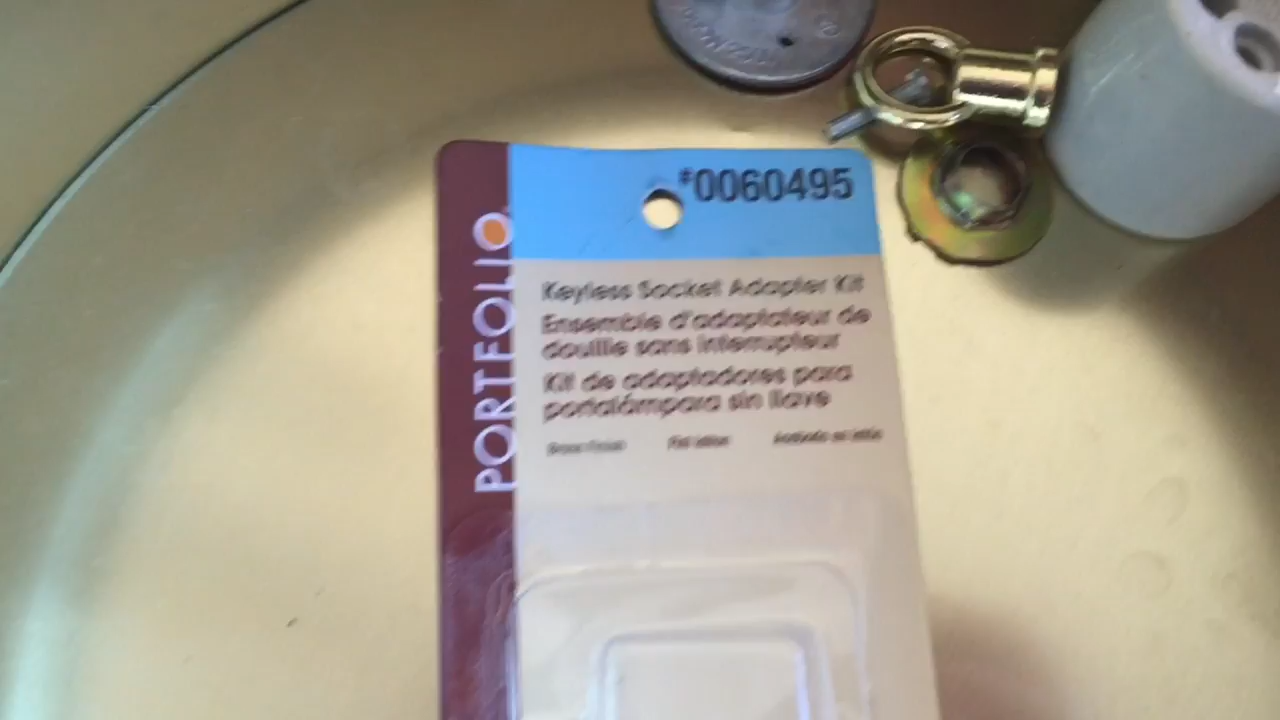 #0060495
PORTFOLIO
Keyless Socket Adapter Kit
Ensemble d'adaptateur de
douille sans interrupteur
Kit de adaptadores para
portalámpara sin llave